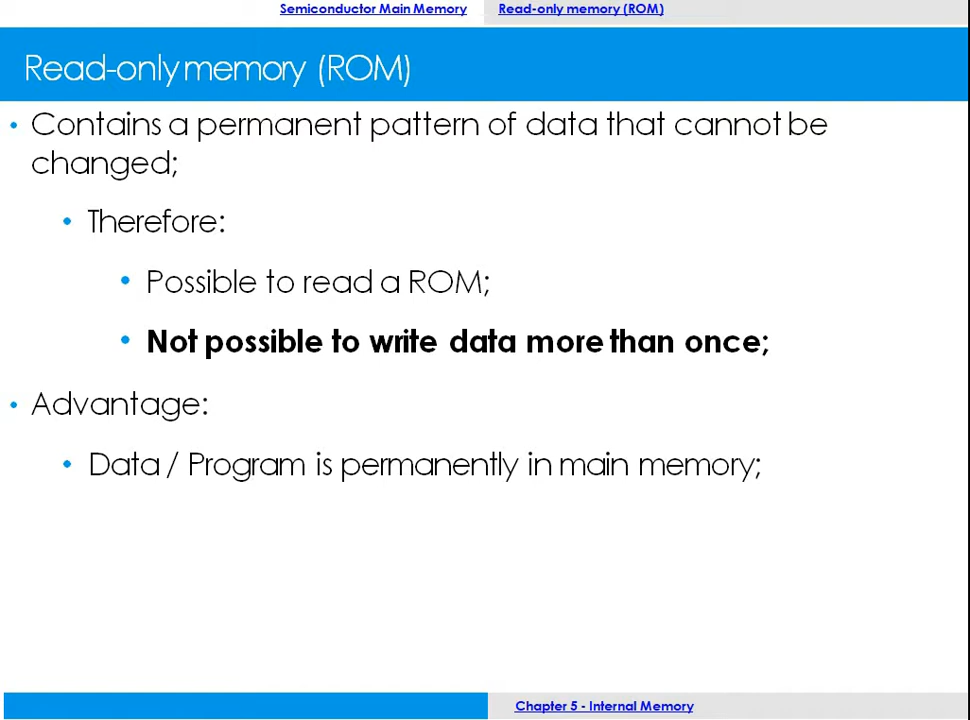 Semiconductor Main Memory Read-only memory (ROM)
Read-only memory (ROM)
• Contains a permanent pattern of data that cannot be
changed;
• Therefore:
• Possible to read a ROM;
• Not possible to write data more than once;
• Advantage:
• Data / Program is permanently in main memory;
Chapter 5 - Internal Memory